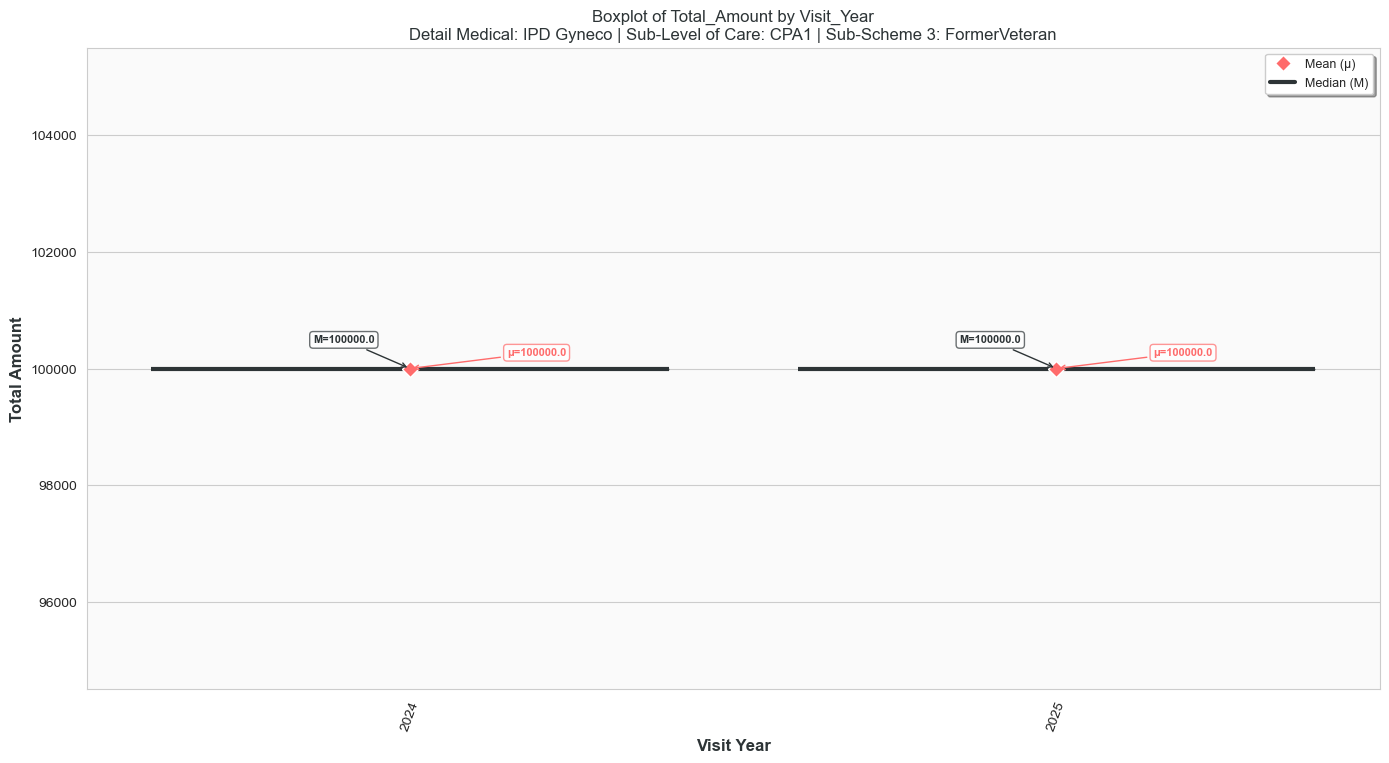 Boxplot of Total_Amount by Visit_Year
Detail Medical: IPD Gyneco | Sub-Level of Care: CPA1 | Sub-Scheme 3: FormerVeteran
Mean (μ)
Median (M)
104000
102000
100000
98000
96000
Total Amount
M=100000.0
μ=100000.0
M=100000.0
μ=100000.0
2024
2025
Visit Year